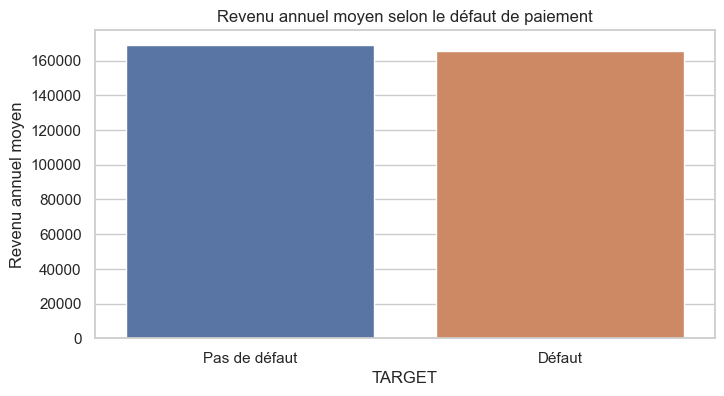 Revenu annuel moyen selon le défaut de paiement
Revenu annuel moyen
160000
140000
120000
100000
80000
60000
40000
20000
0
Pas de défaut
Défaut
TARGET